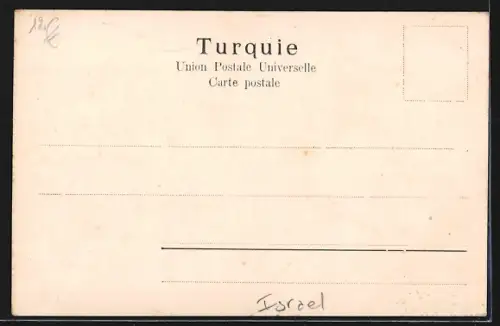 Turquie
Union Postale Universelle
Carte postale
Israel